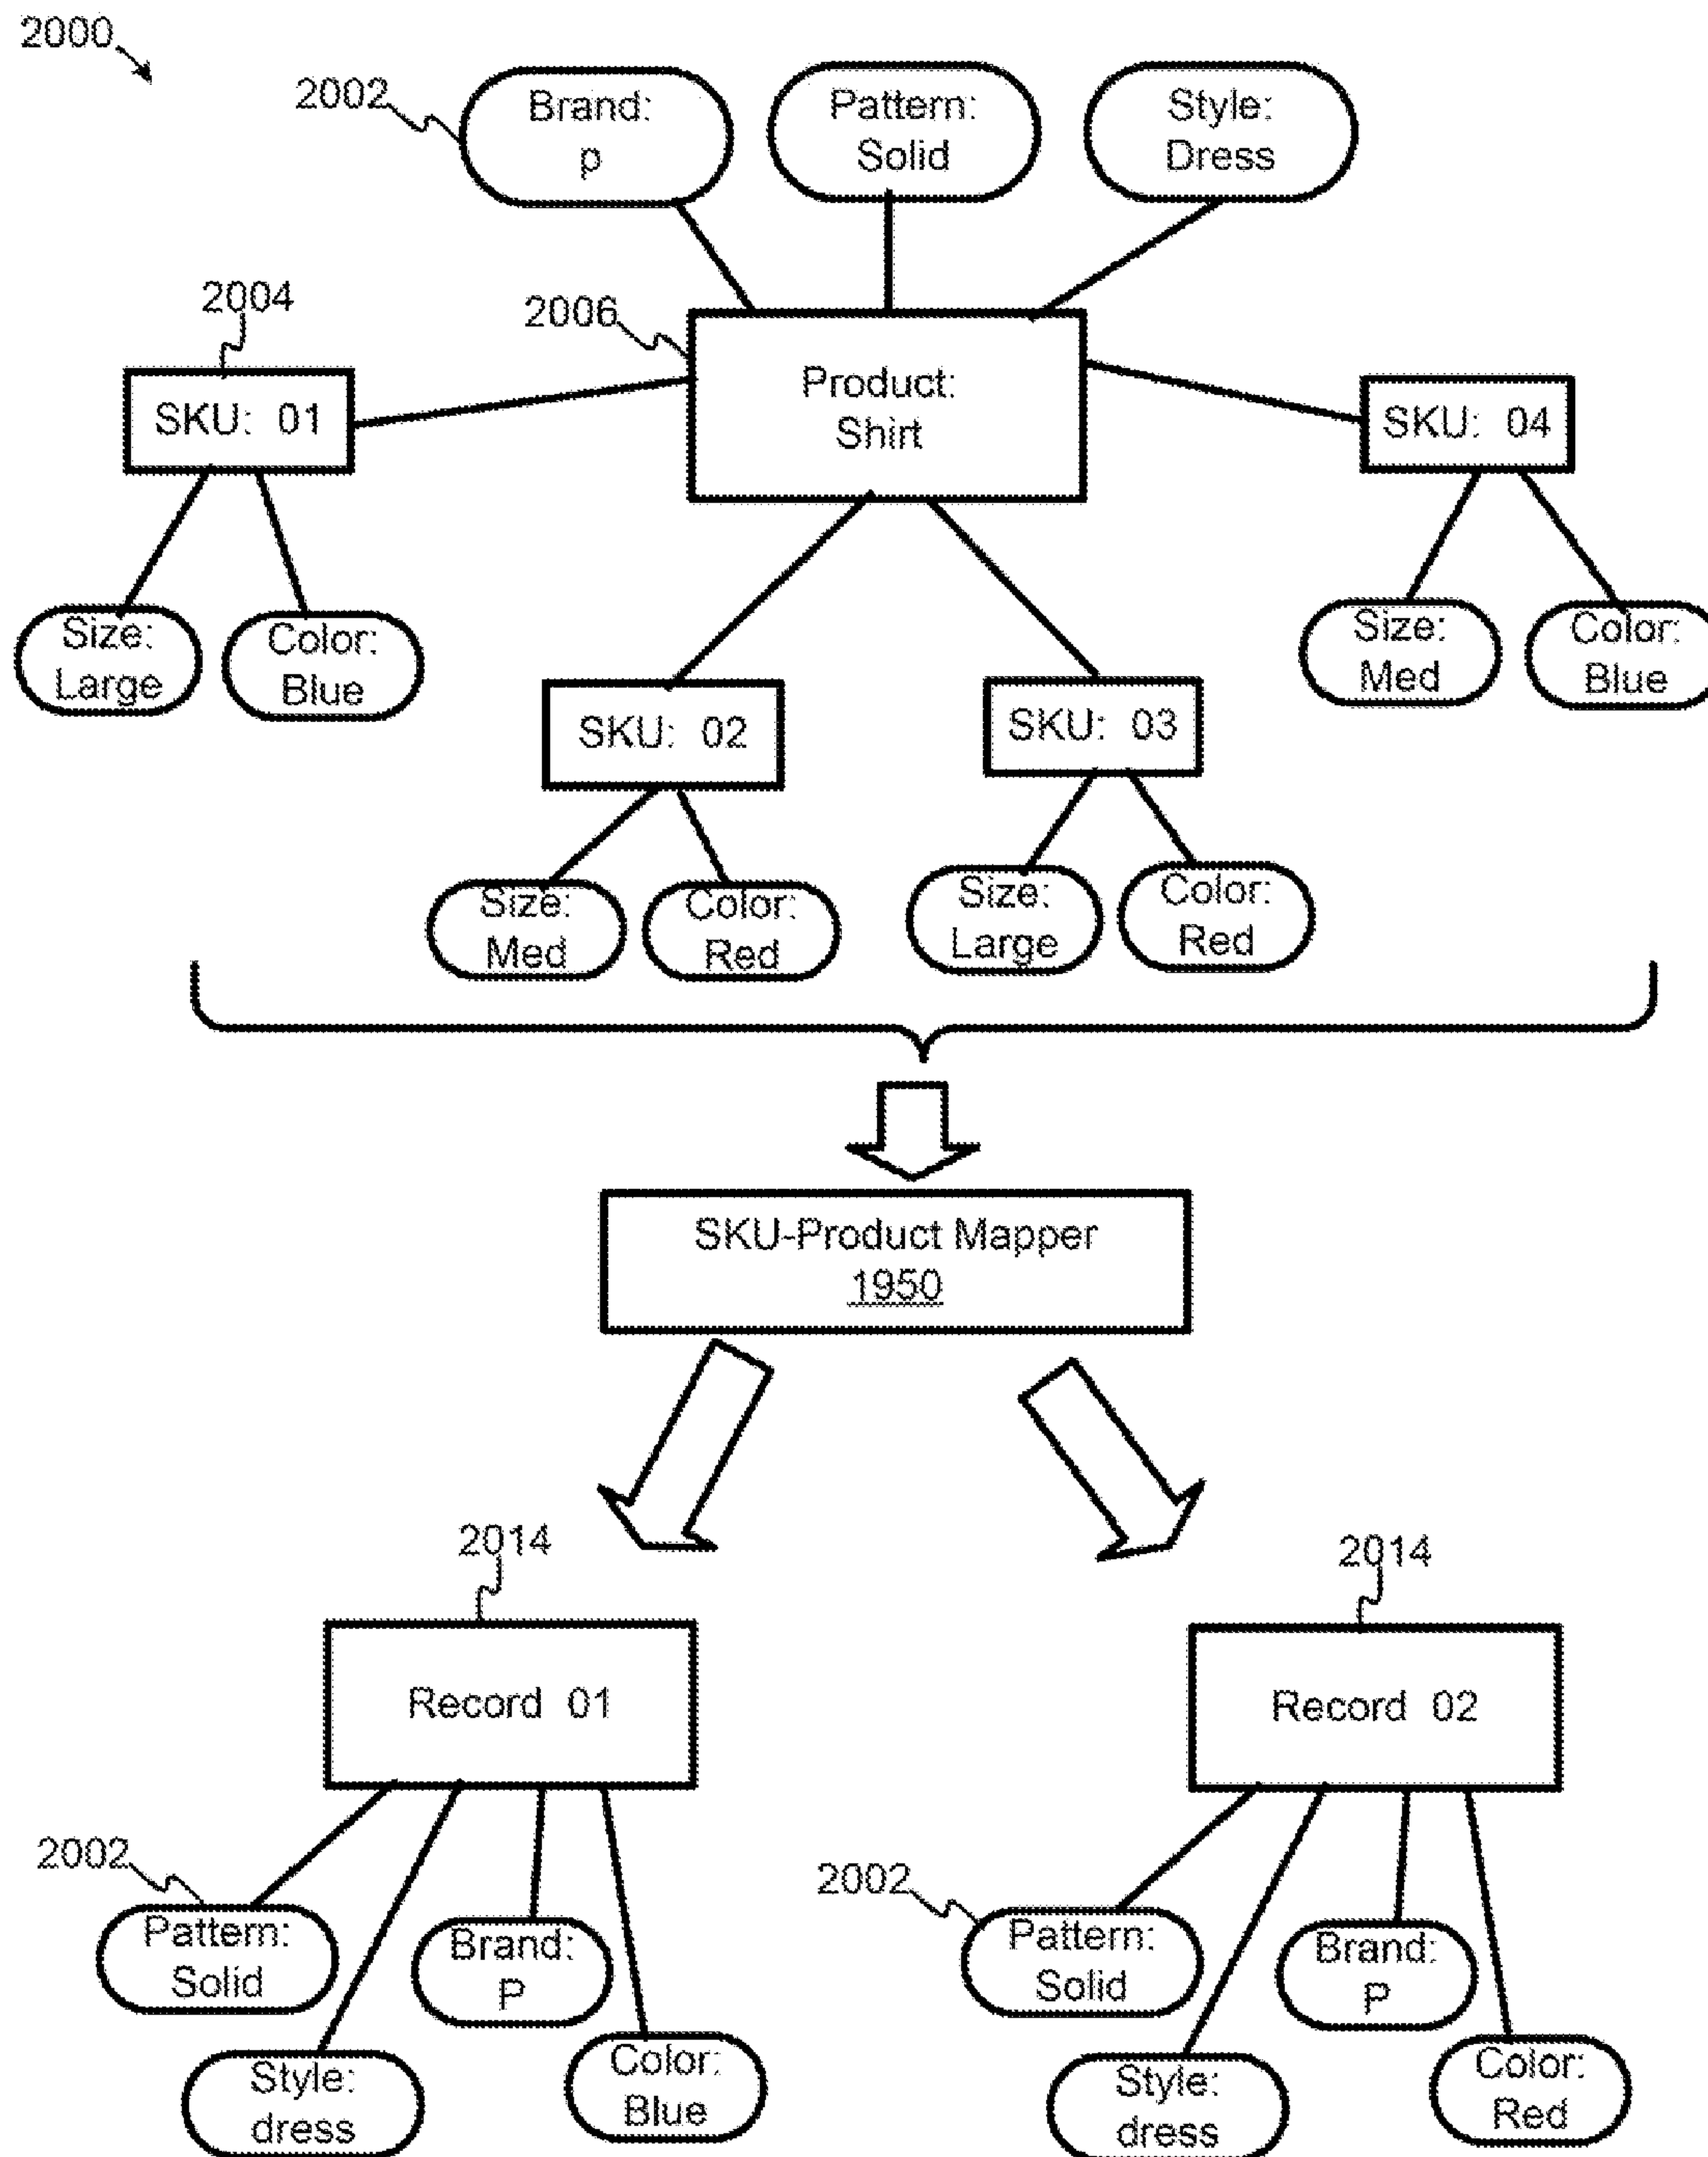 2000
2002
Brand:
p
Pattern:
Solid
Style:
Dress
2004
2006
Product:
Shirt
SKU: 01
SKU: 04
Size:
Large
Color:
Blue
Size:
Med
Color:
Blue
SKU: 02
SKU: 03
Size:
Med
Color:
Red
Size:
Large
Color:
Red
SKU-Product Mapper
1950
2014
2014
Record 01
Record 02
2002
Pattern:
Solid
Brand:
P
Style:
dress
Color:
Blue
2002
Pattern:
Solid
Brand:
P
Style:
dress
Color:
Red